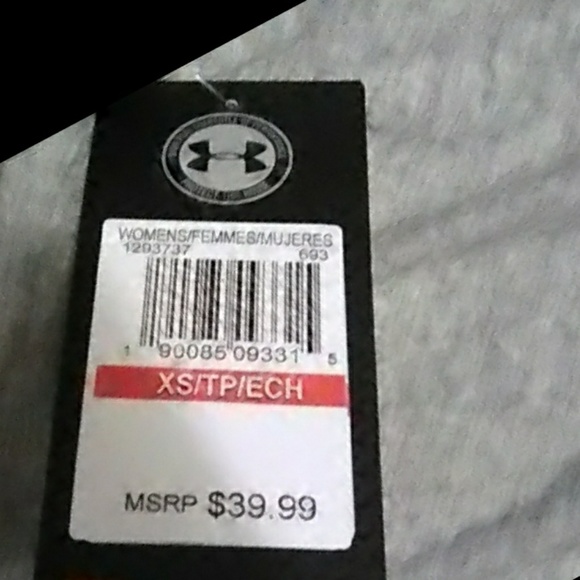 WOMENS/FEMMES/MUJERES
1293737 693
1 90085 09331 5
XS/TP/ECH
MSRP $39.99